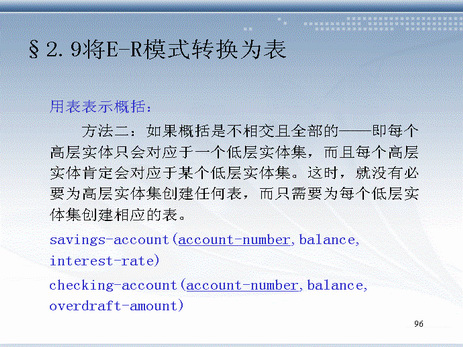 §2.9将E-R模式转换为表
用表表示概括：
方法二：如果概括是不相交且全部的——即每个
高层实体只会对应于一个低层实体集，而且每个高层
实体肯定会对应于某个低层实体集。这时，就没有必
要为高层实体集创建任何表，而只需要为每个低层实
体集创建相应的表。
savings-account(account-number,balance,
interest-rate)
checking-account(account-number,balance,
overdraft-amount)
96